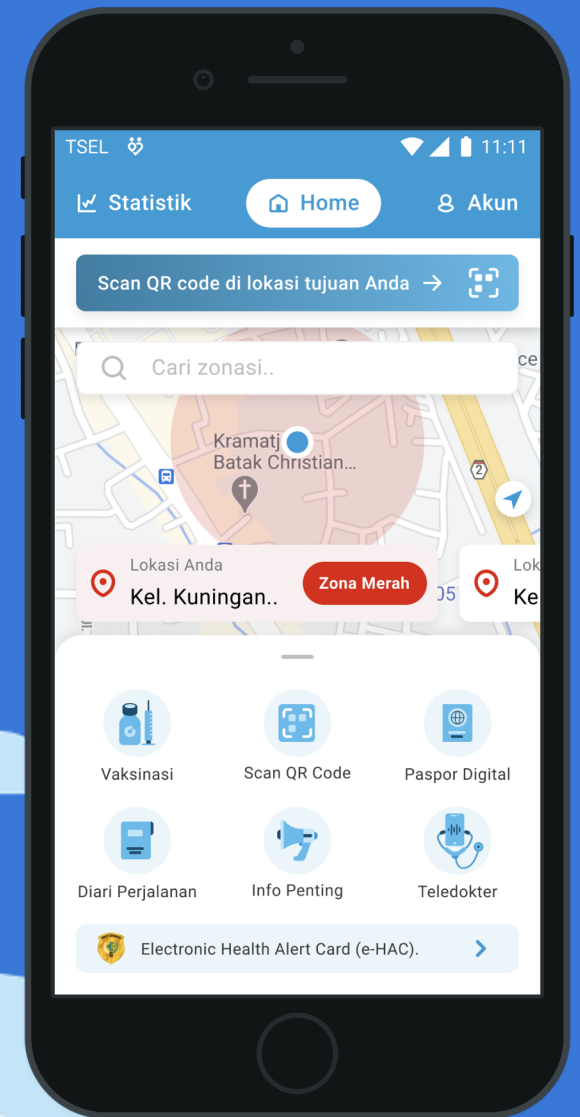 TSEL
11:11
Statistik
Home
Akun
Scan QR code di lokasi tujuan Anda →
Cari zonasi..
ce
Kramatj
Batak Christian...
2
Lokasi Anda
Kel. Kuningan..
Zona Merah
05
Lok
Ke
Vaksinasi
Scan QR Code
Paspor Digital
Diari Perjalanan
Info Penting
Teledokter
Electronic Health Alert Card (e-HAC).